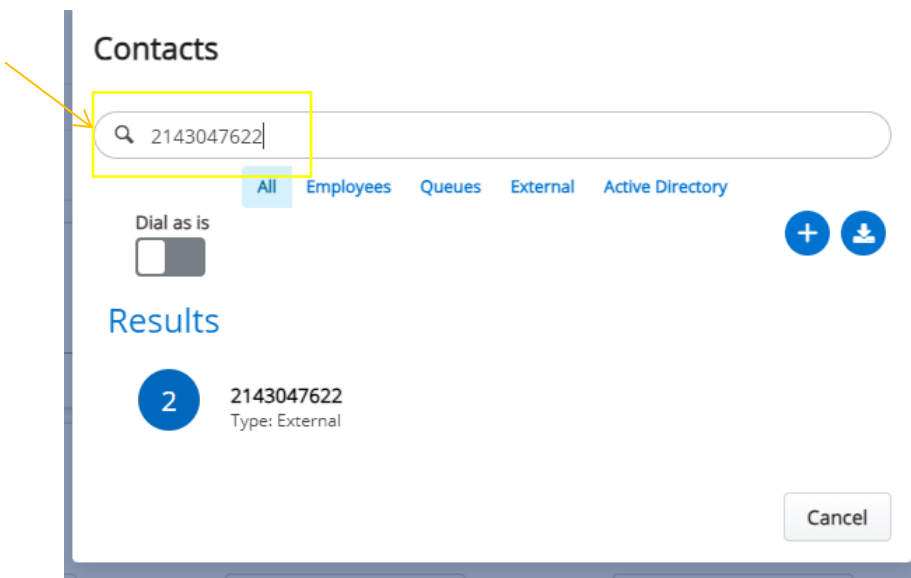 Contacts
2143047622
All Employees Queues External Active Directory
Dial as is
Results
2 2143047622
Type: External
Cancel